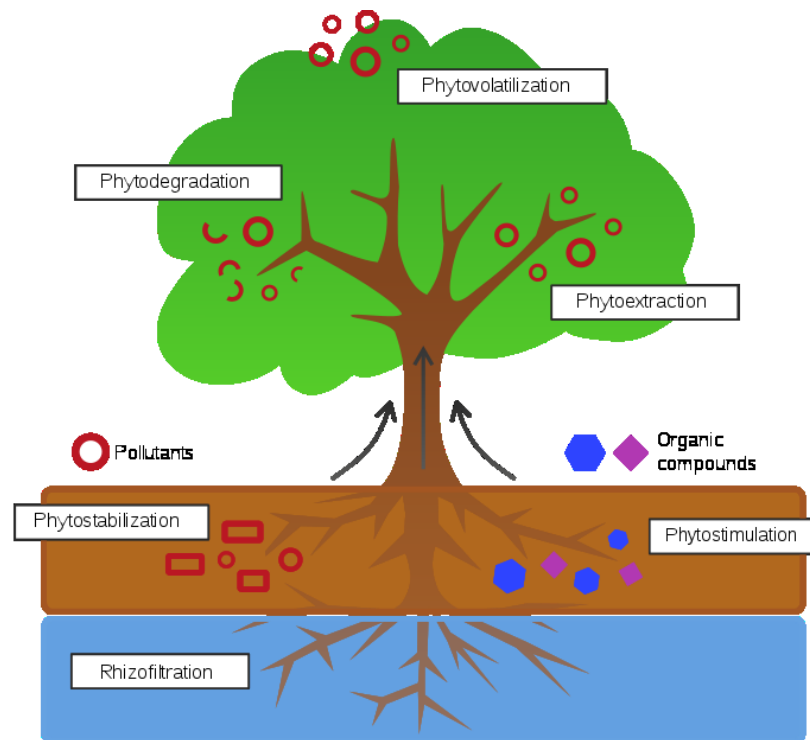 Phytovolatilization
Phytodegradation
Phytoextraction
Pollutants
Organic
compounds
Phytostabilization
Phytostimulation
Rhizofiltration